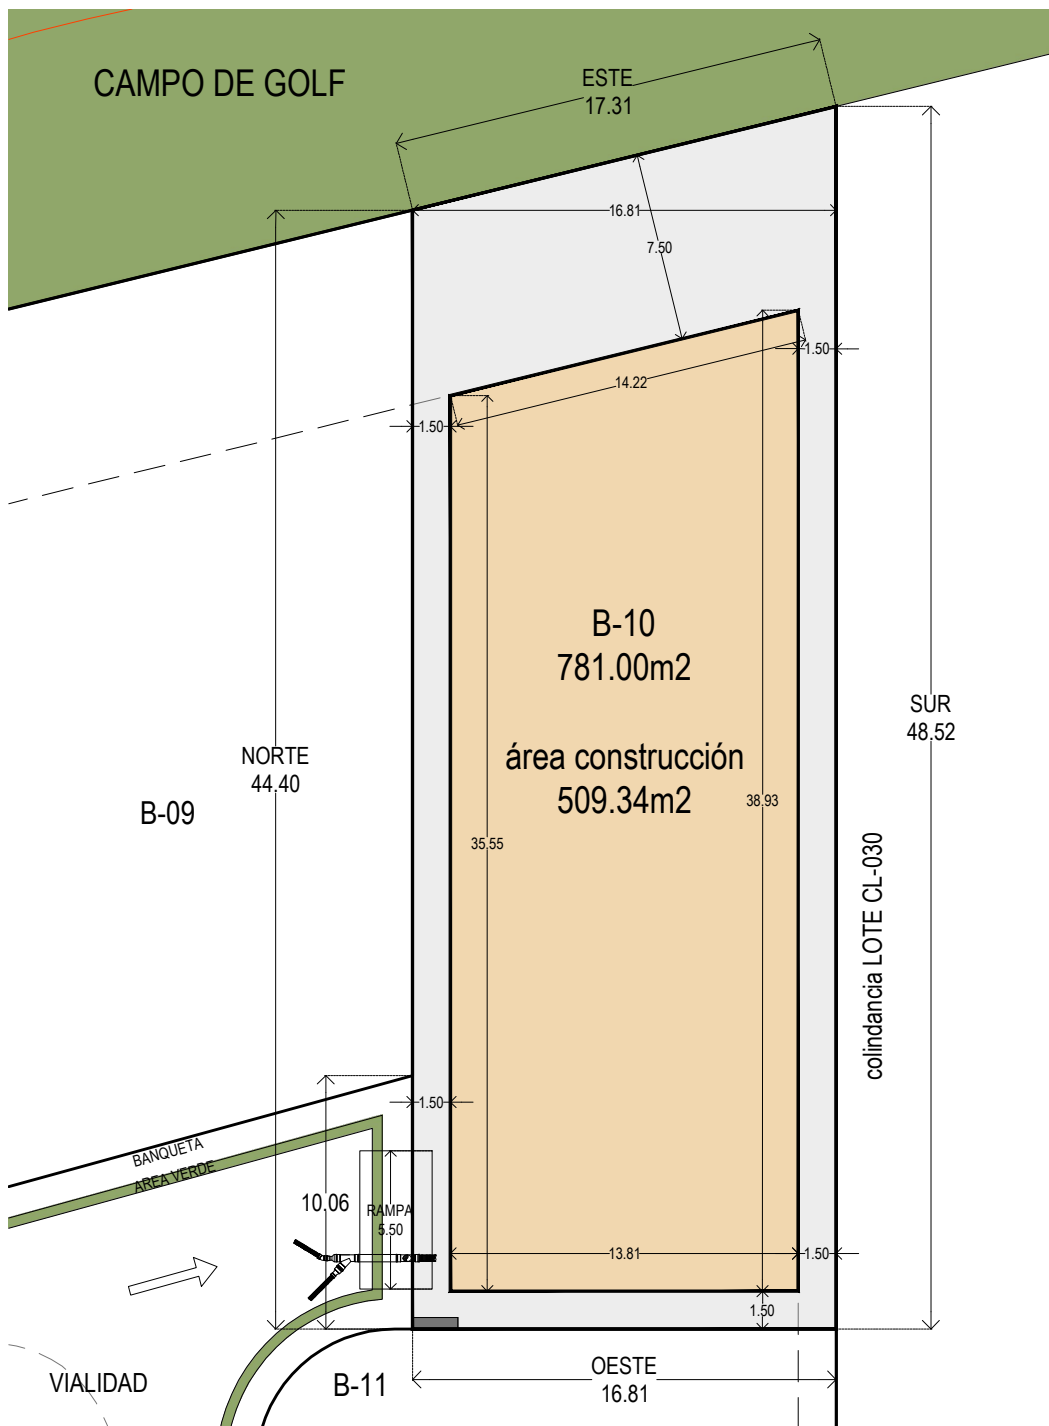 CAMPO DE GOLF
ESTE
17.31
16.81
7.50
1.50
14.22
1.50
B-10
781.00m2
área construcción
509.34m2
SUR
48.52
NORTE
44.40
B-09
38.93
35.55
colindancia LOTE CL-030
1.50
BANQUETA
AREA VERDE
10.06
RAMPA
5.50
13.81
1.50
1.50
OESTE
16.81
VIALIDAD
B-11